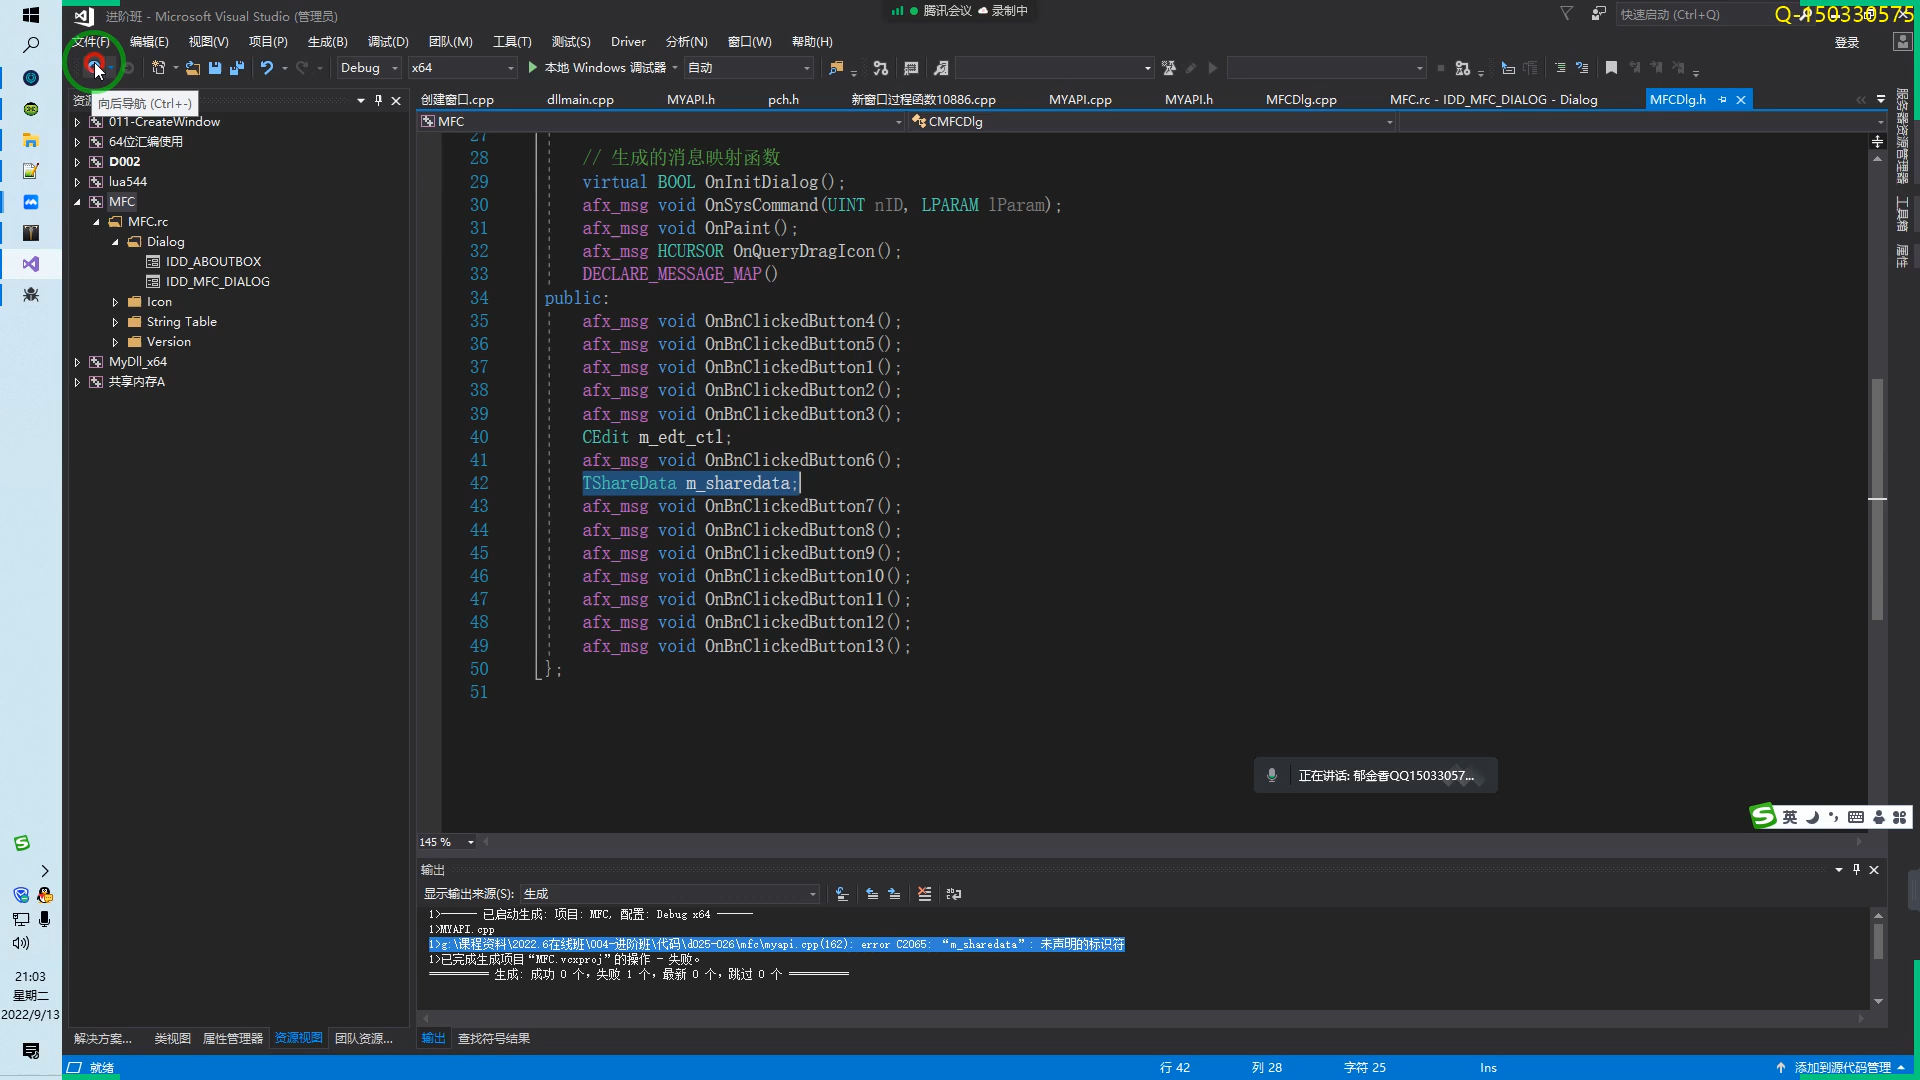 进阶班 - Microsoft Visual Studio (管理员)
腾讯会议 录制中
快速启动 (Ctrl+Q)
Q-150330575
文件(F) 编辑(E) 视图(V) 项目(P) 生成(B) 调试(D) 团队(M) 工具(T) 测试(S) Driver 分析(N) 窗口(W) 帮助(H)
登录
Debug x64 本地 Windows 调试器 自动
向后导航 (Ctrl+-)
创建窗口.cpp dllmain.cpp MYAPI.h pch.h 新窗口过程函数10886.cpp MYAPI.cpp MYAPI.h MFCDlg.cpp MFC.rc - IDD_MFC_DIALOG - Dialog MFCDlg.h
MFC CMFCDlg
011-CreateWindow
64位汇编使用
D002
lua544
MFC
MFC.rc
Dialog
IDD_ABOUTBOX
IDD_MFC_DIALOG
Icon
String Table
Version
MyDll_x64
共享内存A
27
28 // 生成的消息映射函数
29 virtual BOOL OnInitDialog();
30 afx_msg void OnSysCommand(UINT nID, LPARAM lParam);
31 afx_msg void OnPaint();
32 afx_msg HCURSOR OnQueryDragIcon();
33 DECLARE_MESSAGE_MAP()
34 public:
35 afx_msg void OnBnClickedButton4();
36 afx_msg void OnBnClickedButton5();
37 afx_msg void OnBnClickedButton1();
38 afx_msg void OnBnClickedButton2();
39 afx_msg void OnBnClickedButton3();
40 CEdit m_edt_ctl;
41 afx_msg void OnBnClickedButton6();
42 TShareData m_sharedata;
43 afx_msg void OnBnClickedButton7();
44 afx_msg void OnBnClickedButton8();
45 afx_msg void OnBnClickedButton9();
46 afx_msg void OnBnClickedButton10();
47 afx_msg void OnBnClickedButton11();
48 afx_msg void OnBnClickedButton12();
49 afx_msg void OnBnClickedButton13();
50 };
51
服务器资源管理器
工具箱
属性
正在讲话: 郁金香QQ15033057...
英
145 %
输出
显示输出来源(S): 生成
1>------ 已启动生成: 项目: MFC, 配置: Debug x64 ------
1>MYAPI.cpp
1>g:\课程资料\2022.6在线班\004-进阶班\代码\d025-026\mfc\myapi.cpp(162): error C2065: “m_sharedata”: 未声明的标识符
1>已完成生成项目“MFC.vcxproj”的操作 - 失败。
========== 生成: 成功 0 个，失败 1 个，最新 0 个，跳过 0 个 ==========
解决方案... 类视图 属性管理器 资源视图 团队资源...
输出 查找符号结果
21:03
星期二
2022/9/13
就绪
行 42 列 28 字符 25 Ins 添加到源代码管理